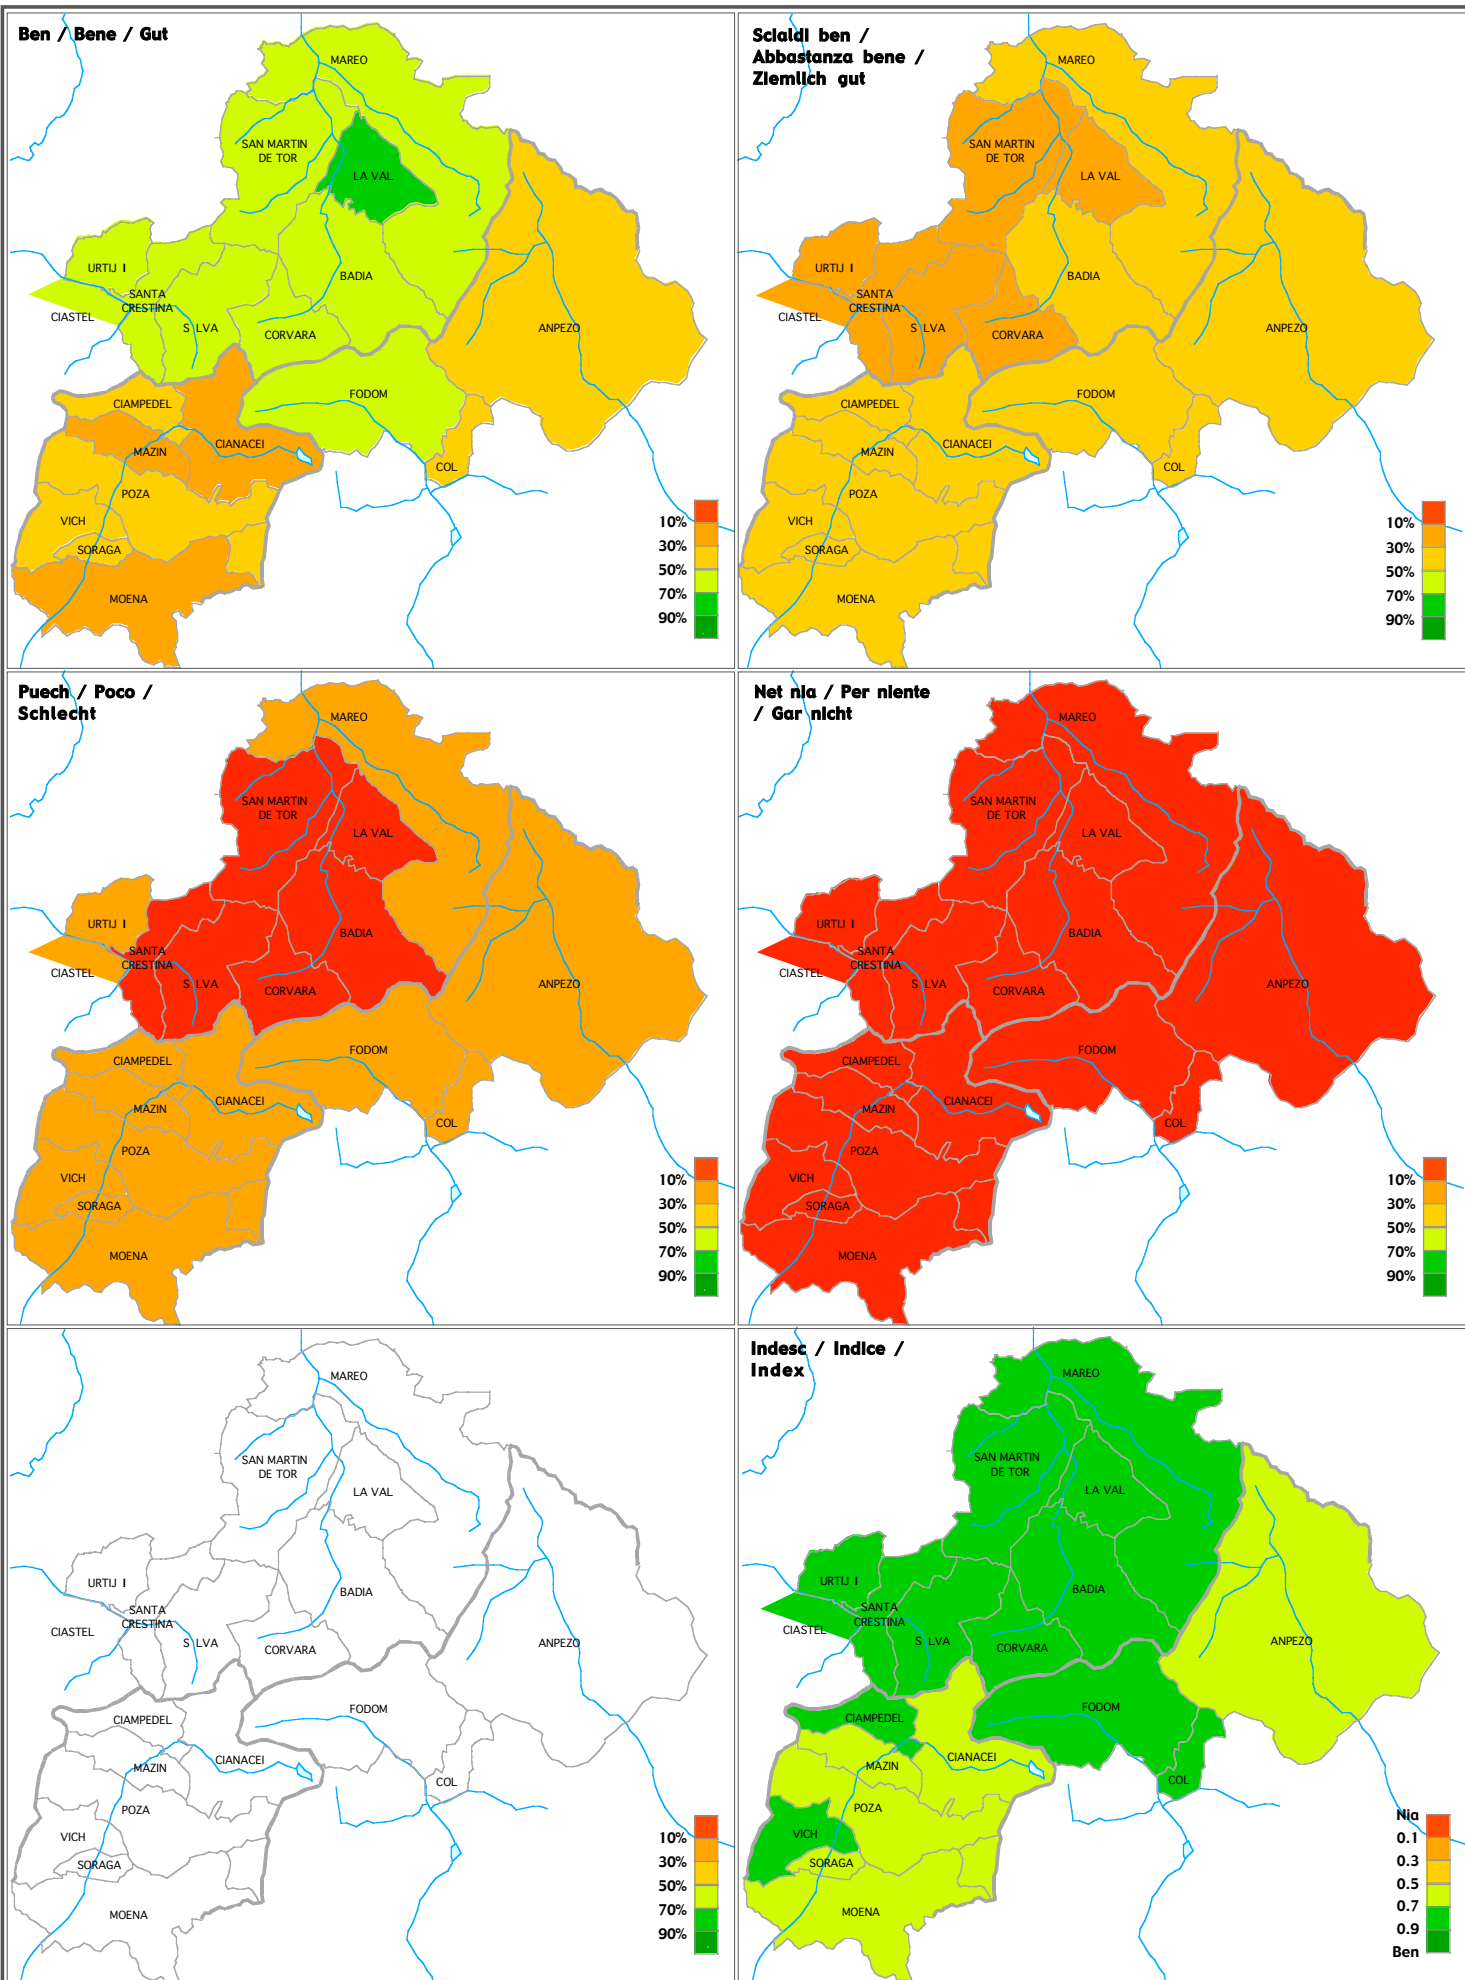 Ben / Bene / Gut
MAREO
SAN MARTIN
DE TOR
LA VAL
URTIJ I
SANTA
CRESTINA
CIASTEL
S LVA
BADIA
CORVARA
ANPEZO
FODOM
CIAMPEDEL
CIANACEI
MAZIN
COL
POZA
VICH
SORAGA
MOENA
10%
30%
50%
70%
90%
Scialdi ben /
Abbastanza bene /
Ziemlich gut
MAREO
SAN MARTIN
DE TOR
LA VAL
URTIJ I
SANTA
CRESTINA
CIASTEL
S LVA
BADIA
CORVARA
ANPEZO
FODOM
CIAMPEDEL
CIANACEI
MAZIN
COL
POZA
VICH
SORAGA
MOENA
10%
30%
50%
70%
90%
Puech / Poco /
Schlecht
MAREO
SAN MARTIN
DE TOR
LA VAL
URTIJ I
SANTA
CRESTINA
CIASTEL
S LVA
BADIA
CORVARA
ANPEZO
FODOM
CIAMPEDEL
CIANACEI
MAZIN
COL
POZA
VICH
SORAGA
MOENA
10%
30%
50%
70%
90%
Net nia / Per niente
/ Gar nicht
MAREO
SAN MARTIN
DE TOR
LA VAL
URTIJ I
SANTA
CRESTINA
CIASTEL
S LVA
BADIA
CORVARA
ANPEZO
FODOM
CIAMPEDEL
CIANACEI
MAZIN
COL
POZA
VICH
SORAGA
MOENA
10%
30%
50%
70%
90%
MAREO
SAN MARTIN
DE TOR
LA VAL
URTIJ I
SANTA
CRESTINA
CIASTEL
S LVA
BADIA
CORVARA
ANPEZO
FODOM
CIAMPEDEL
CIANACEI
MAZIN
COL
POZA
VICH
SORAGA
MOENA
10%
30%
50%
70%
90%
Indesc / Indice /
Index
MAREO
SAN MARTIN
DE TOR
LA VAL
URTIJ I
SANTA
CRESTINA
CIASTEL
S LVA
BADIA
CORVARA
ANPEZO
FODOM
CIAMPEDEL
CIANACEI
MAZIN
COL
POZA
VICH
SORAGA
MOENA
Nia
0.1
0.3
0.5
0.7
0.9
Ben